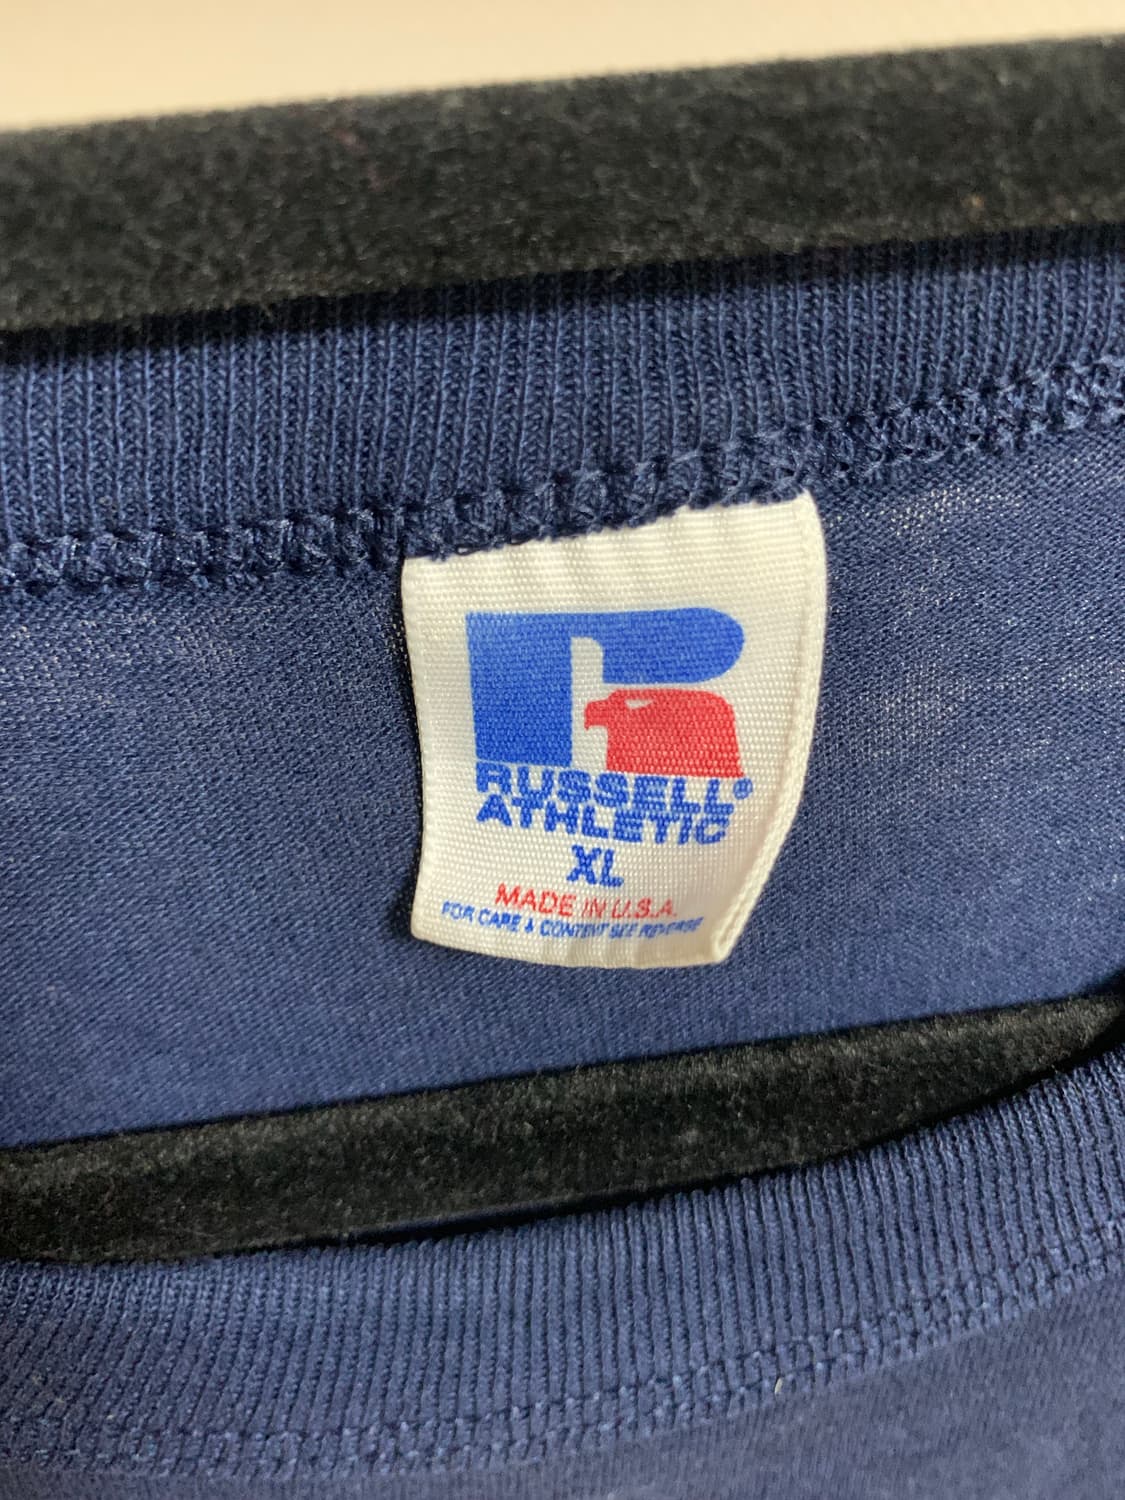 RUSSELL®
ATHLETIC
XL
MADE IN U.S.A.
FOR CARE & CONTENT SEE REVERSE